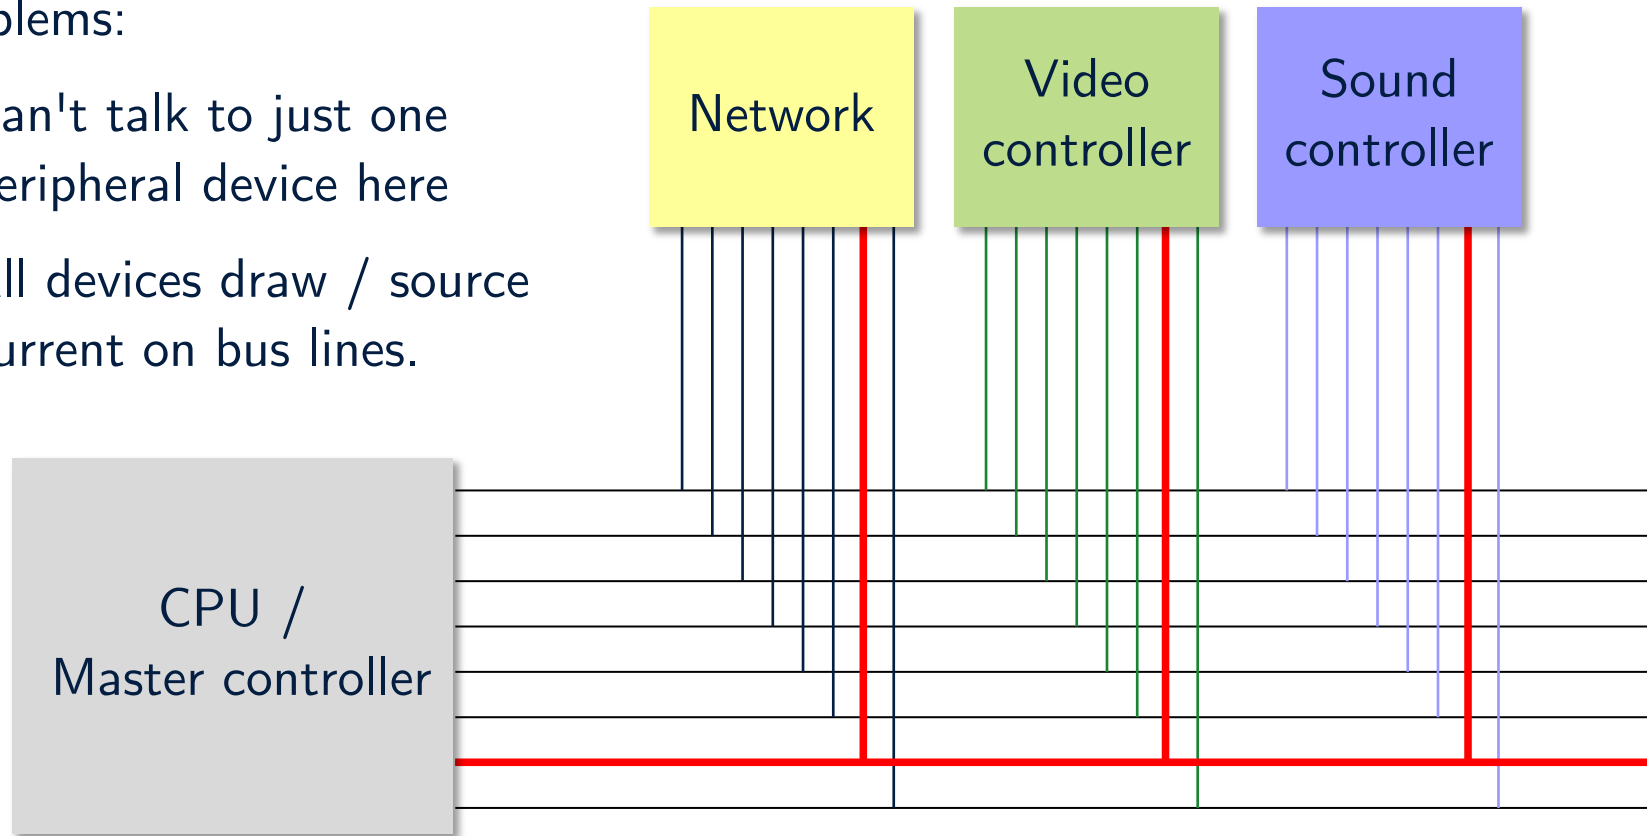 blems:
an't talk to just one
eripheral device here
ll devices draw / source
urrent on bus lines.
Network
Video
controller
Sound
controller
CPU /
Master controller